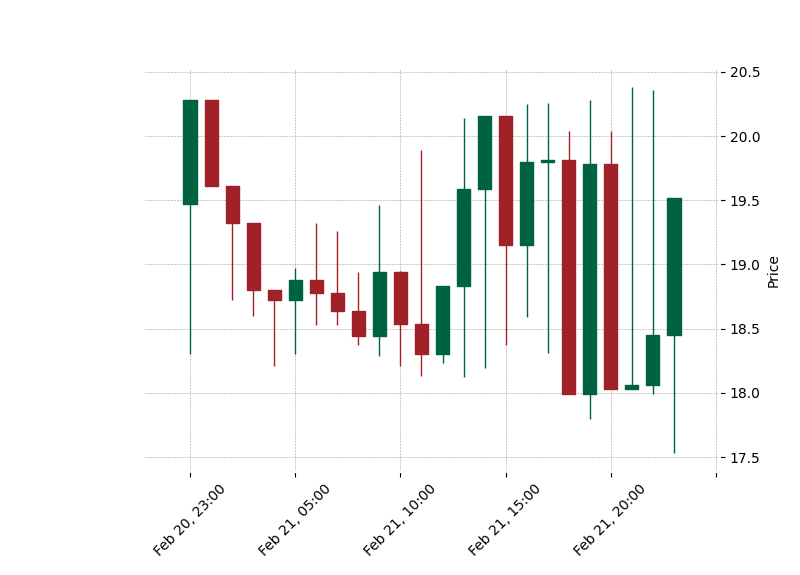 20.5
20.0
19.5
19.0
18.5
18.0
17.5
Price
Feb 20, 23:00
Feb 21, 05:00
Feb 21, 10:00
Feb 21, 15:00
Feb 21, 20:00